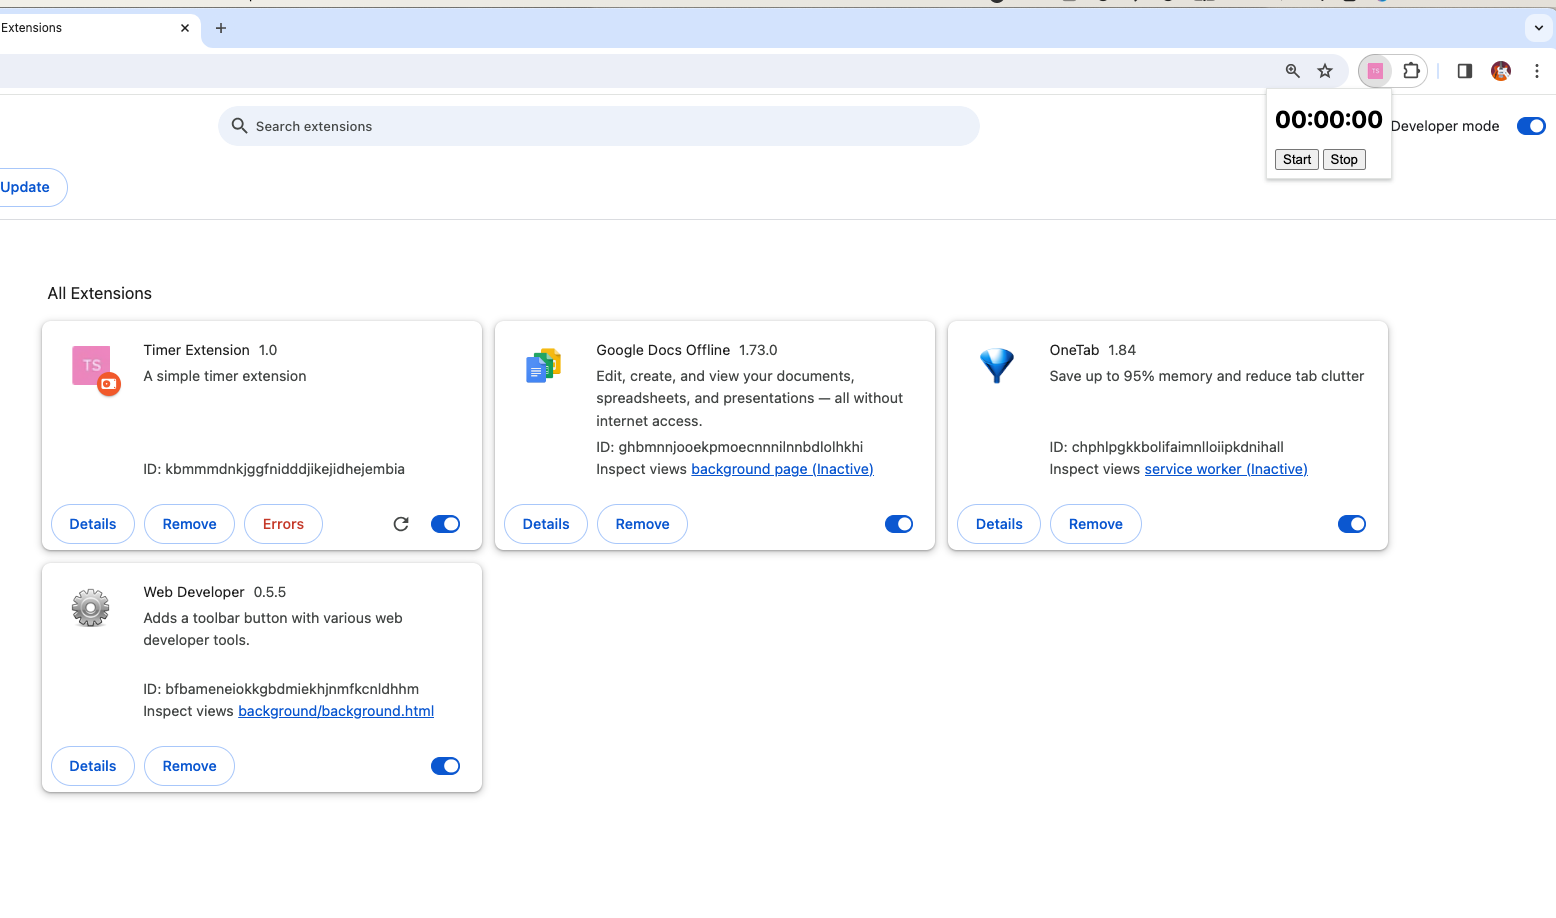 Extensions
TS
Search extensions
00:00:00
Developer mode
Start Stop
Update
All Extensions
TS
Timer Extension 1.0
A simple timer extension
ID: kbmmmdnkjggfnidddjikejidhejembia
Details Remove Errors
Google Docs Offline 1.73.0
Edit, create, and view your documents,
spreadsheets, and presentations — all without
internet access.
ID: ghbmnnjooekpmoecnnnilnnbdlolhkhi
Inspect views background page (Inactive)
Details Remove
OneTab 1.84
Save up to 95% memory and reduce tab clutter
ID: chphlpgkkbolifaimnlloiipkdnihall
Inspect views service worker (Inactive)
Details Remove
Web Developer 0.5.5
Adds a toolbar button with various web
developer tools.
ID: bfbameneiokkgbdmiekhjnmfkcnldhhm
Inspect views background/background.html
Details Remove